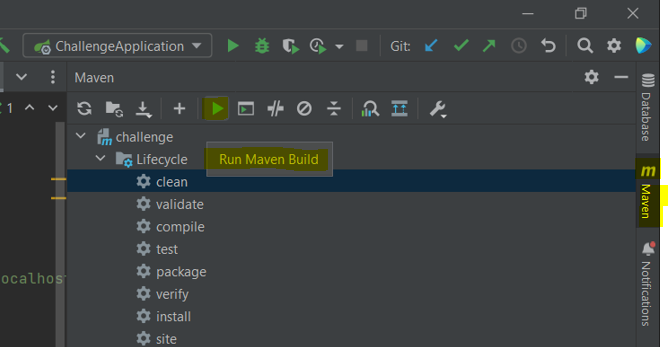 ChallengeApplication
Git:
Maven
1
challenge
Lifecycle
Run Maven Build
clean
validate
compile
test
package
verify
install
site
ocalhost
Database
m
Maven
Notifications